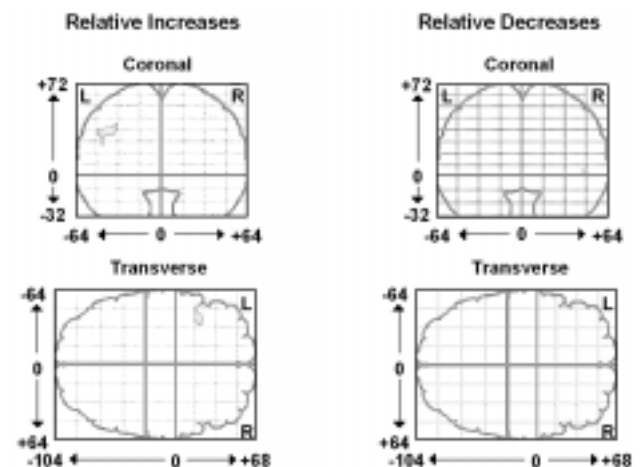 Relative Increases
Coronal
+72
L
R
0
-32
-64 0 +64
Transverse
-64
L
0
R
+64
-104 0 +68
Relative Decreases
Coronal
+72
L
R
0
-32
-64 0 +64
Transverse
-64
L
0
R
+64
-104 0 +68